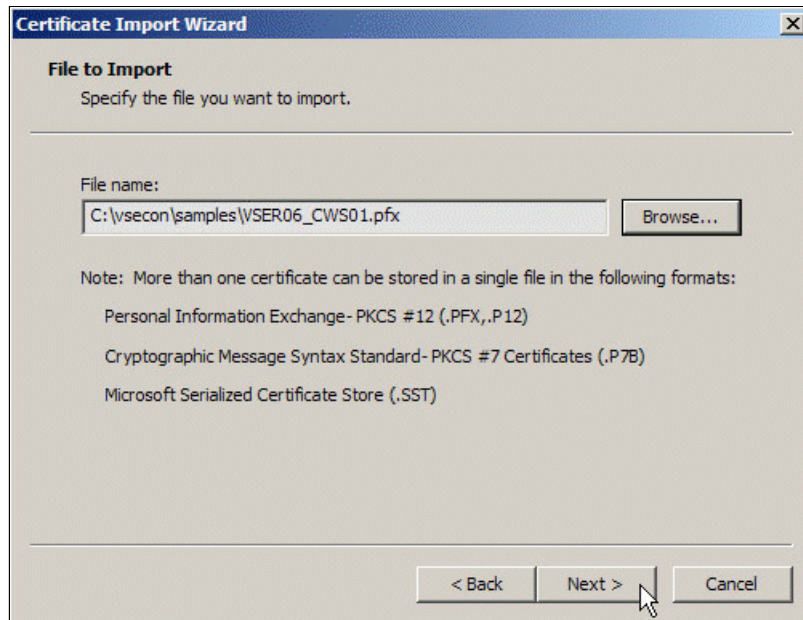 Certificate Import Wizard
File to Import
Specify the file you want to import.
File name:
C:\vsecon\samples\VSER06_CWS01.pfx
Browse...
Note: More than one certificate can be stored in a single file in the following formats:
Personal Information Exchange- PKCS #12 (.PFX,.P12)
Cryptographic Message Syntax Standard- PKCS #7 Certificates (.P7B)
Microsoft Serialized Certificate Store (.SST)
< Back
Next >
Cancel